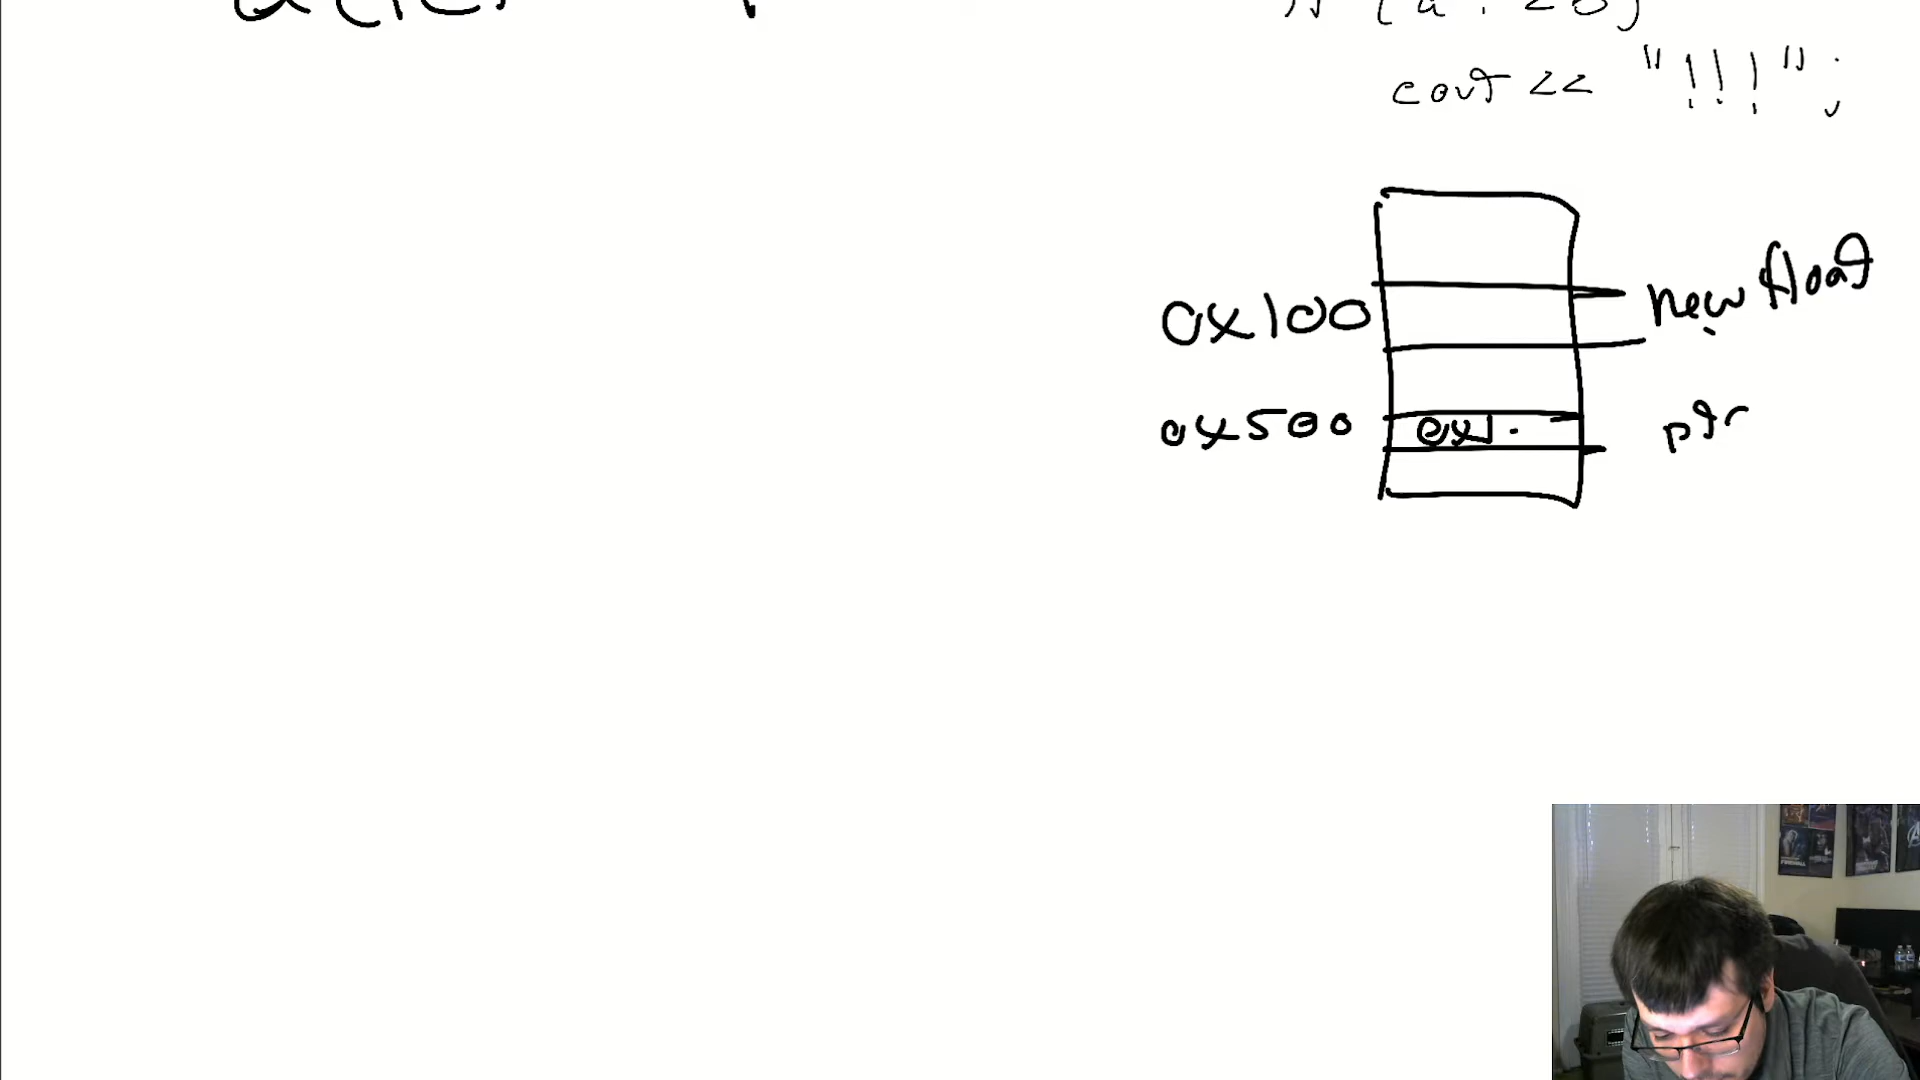 cout << "!!!";
0x100 new float
0x500 0x1. ptr